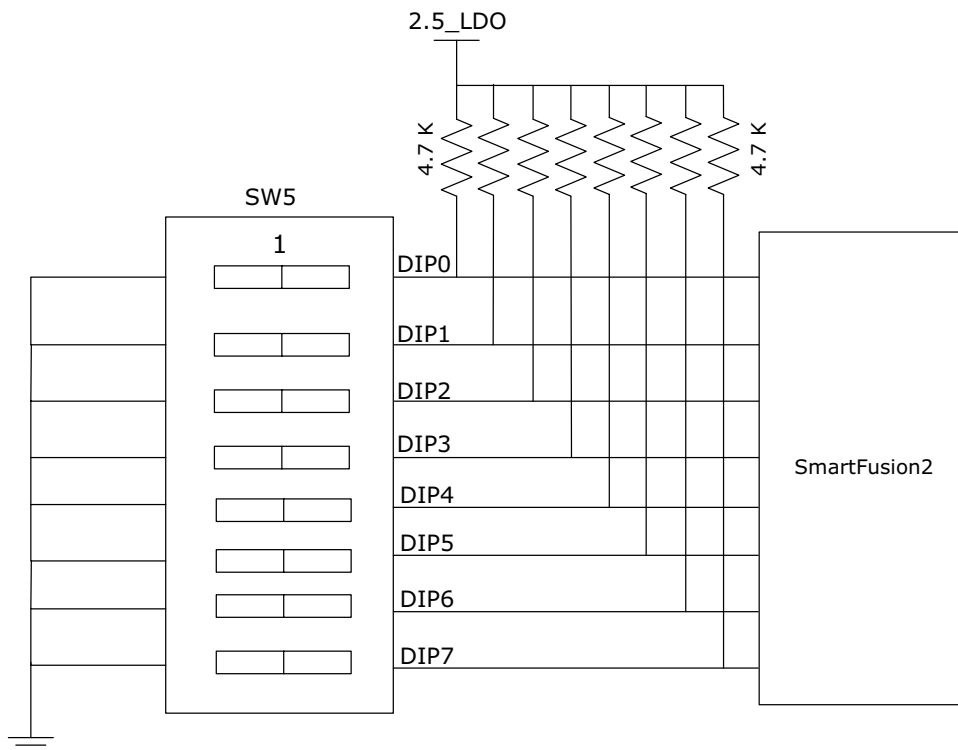 2.5_LDO
4.7 K
4.7 K
SW5
1
DIP0
DIP1
DIP2
DIP3
DIP4
DIP5
DIP6
DIP7
SmartFusion2